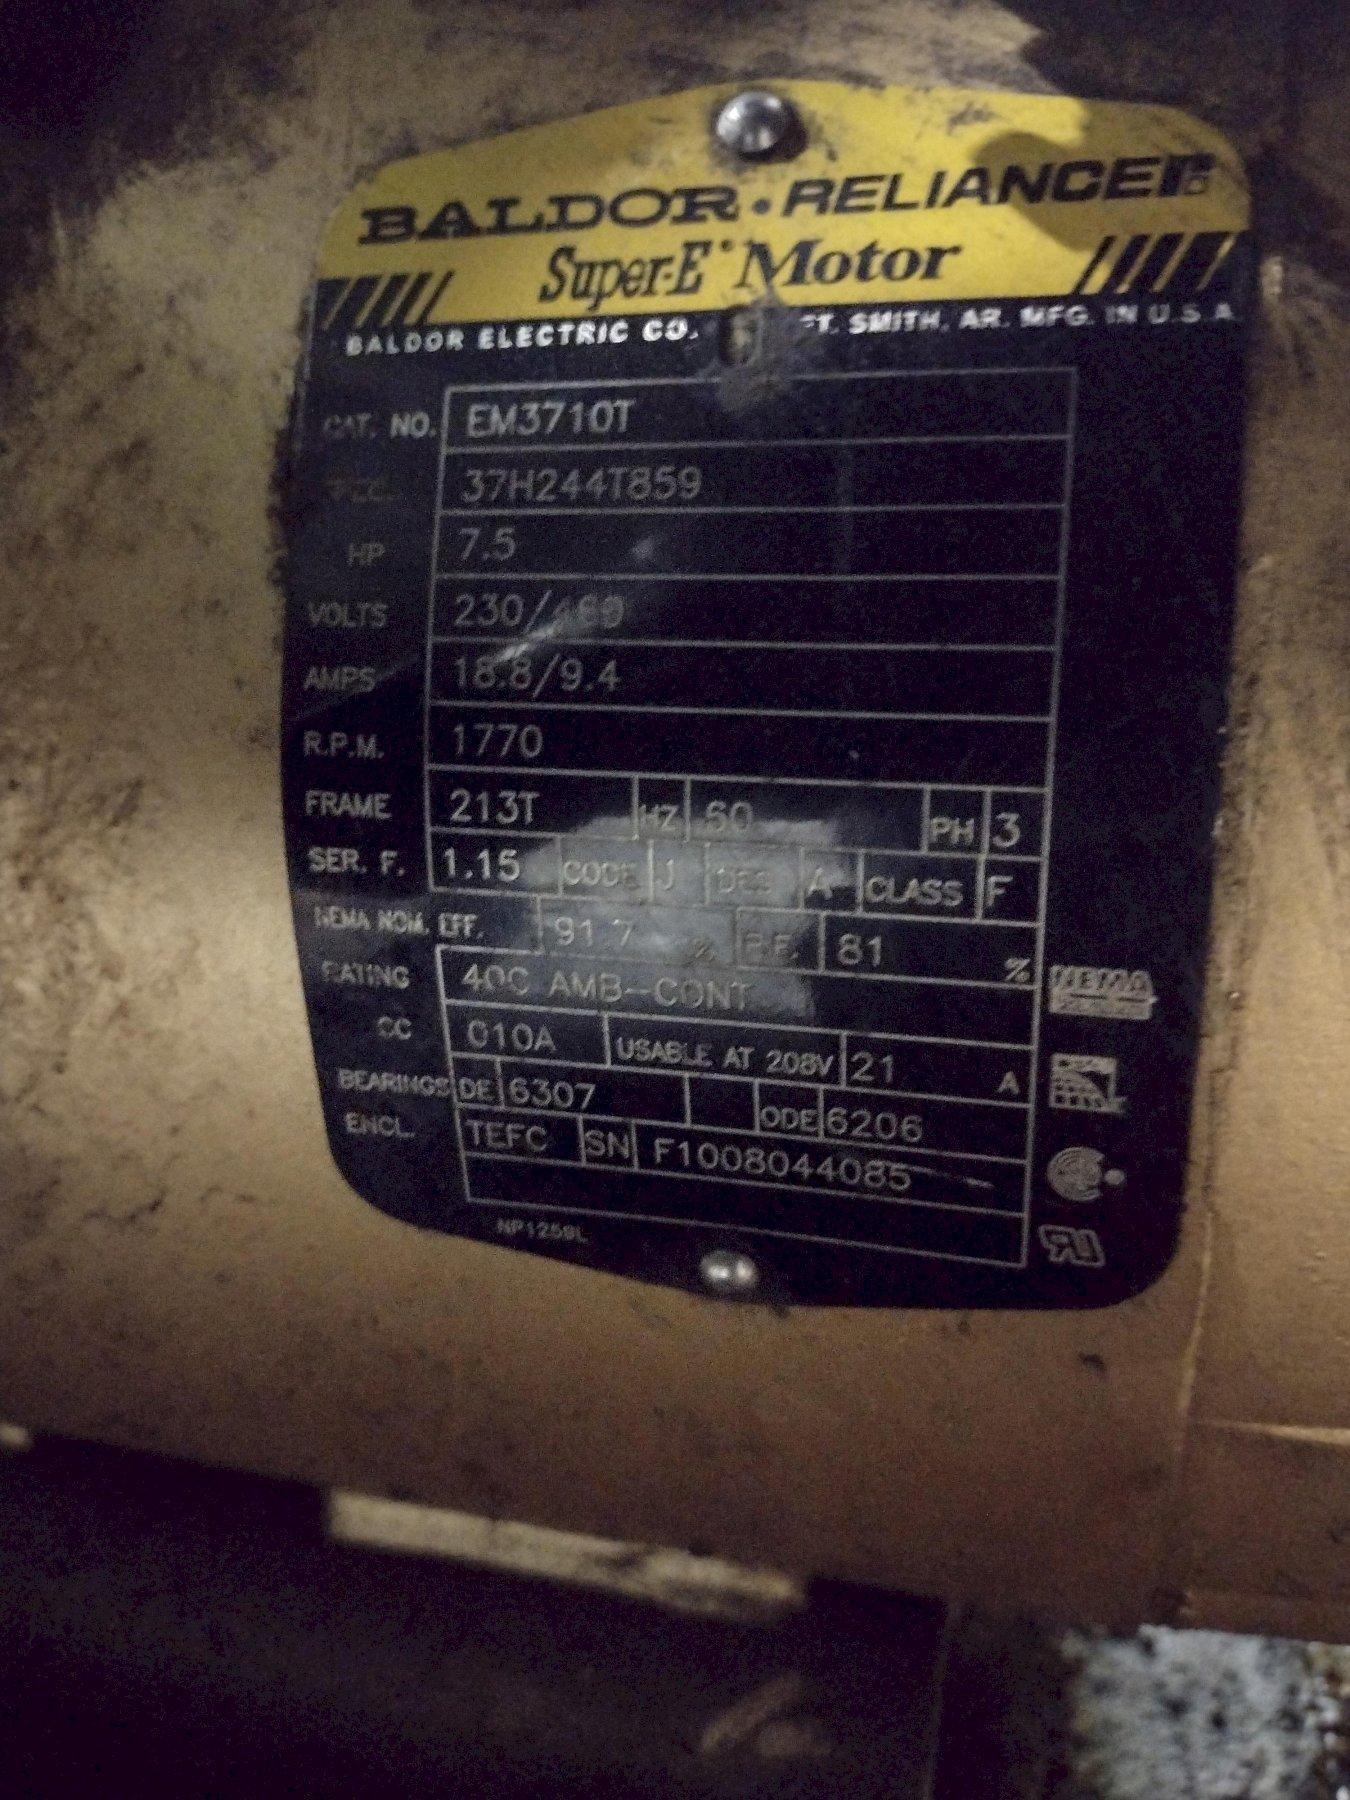 BALDOR · RELIANCE
Super-E Motor
BALDOR ELECTRIC CO. FT. SMITH, AR. MFG. IN U.S.A.
CAT. NO. EM3710T
SPEC. 37H244T859
HP 7.5
VOLTS 230/460
AMPS 18.8/9.4
R.P.M. 1770
FRAME 213T HZ 60 PH 3
SER. F. 1.15 CODE J DES A CLASS F
NEMA NOM. EFF. 91.7 % P.F. 81 %
RATING 40C AMB-CONT
CC 010A USABLE AT 208V 21 A
BEARINGS DE 6307 ODE 6206
ENCL. TEFC SN F1008044085
NP1259L
NEMA